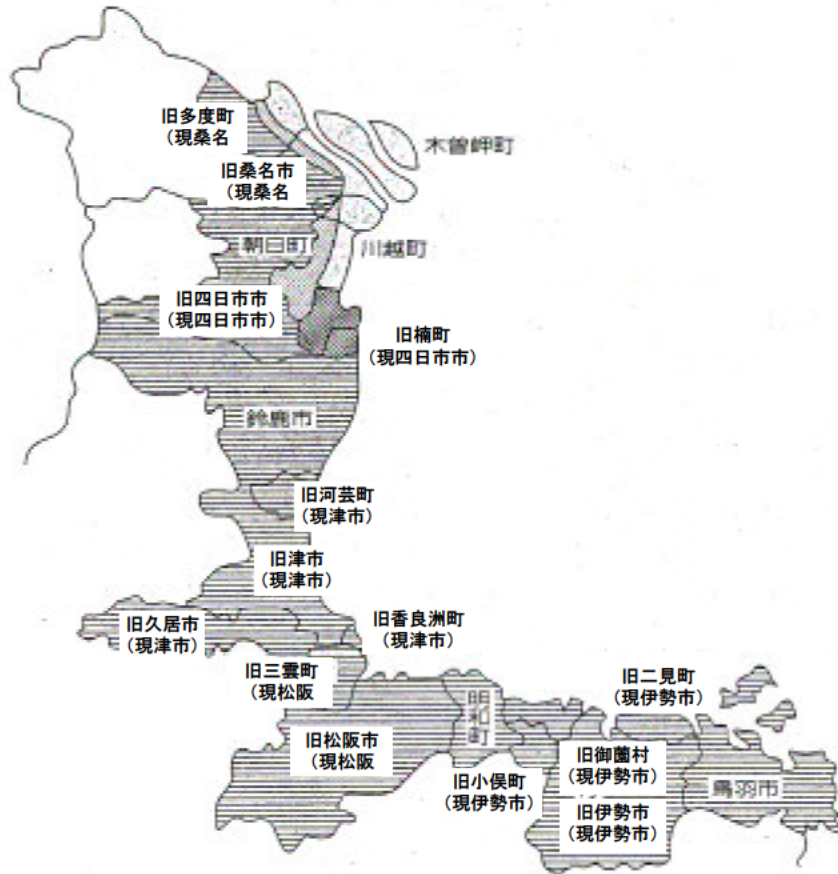 旧多度町
（現桑名
木曽岬町
旧桑名市
（現桑名
朝日町
川越町
旧四日市市
（現四日市市）
旧楠町
（現四日市市）
鈴鹿市
旧河芸町
（現津市）
旧津市
（現津市）
旧久居市
（現津市）
旧香良洲町
（現津市）
旧三雲町
（現松阪
旧二見町
（現伊勢市）
明和町
旧松阪市
（現松阪
旧御薗村
（現伊勢市）
旧小俣町
（現伊勢市）
鳥羽市
旧伊勢市
（現伊勢市）